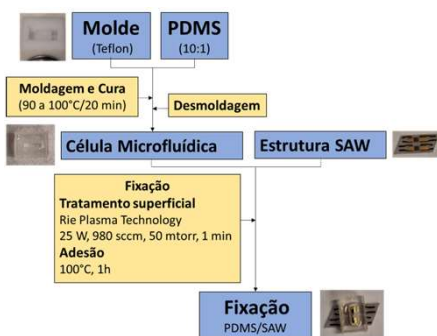 Molde
(Teflon)
PDMS
(10:1)
Moldagem e Cura
(90 a 100°C/20 min)
Desmoldagem
Célula Microfluídica
Estrutura SAW
Fixação
Tratamento superficial
Rie Plasma Technology
25 W, 980 sccm, 50 mtorr, 1 min
Adesão
100°C, 1h
Fixação
PDMS/SAW